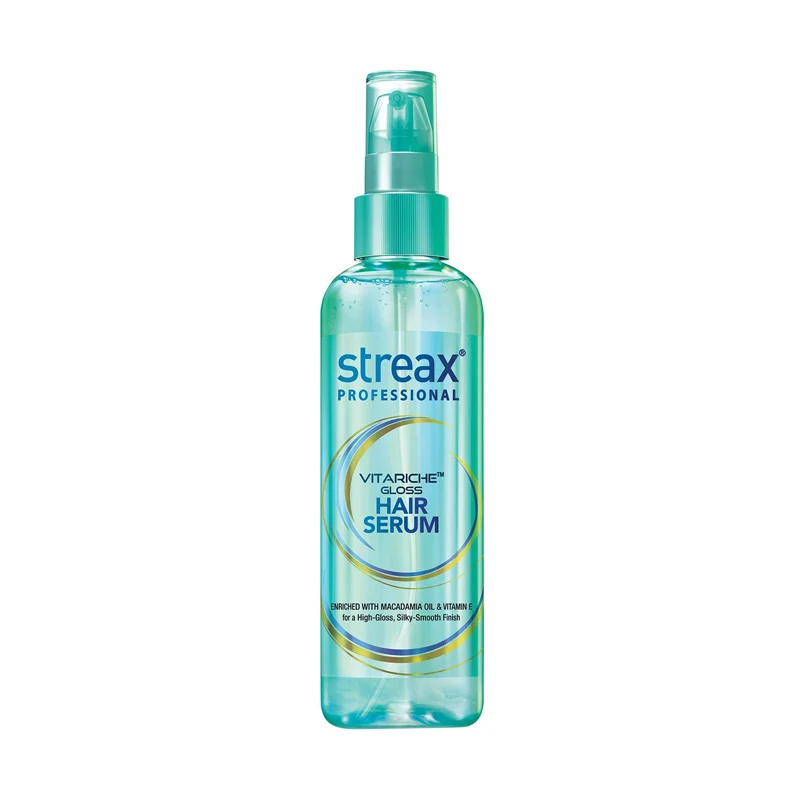 streax®
PROFESSIONAL
VITARICHE™
GLOSS
HAIR
SERUM
ENRICHED WITH MACADAMIA OIL & VITAMIN E
for a High-Gloss, Silky-Smooth Finish